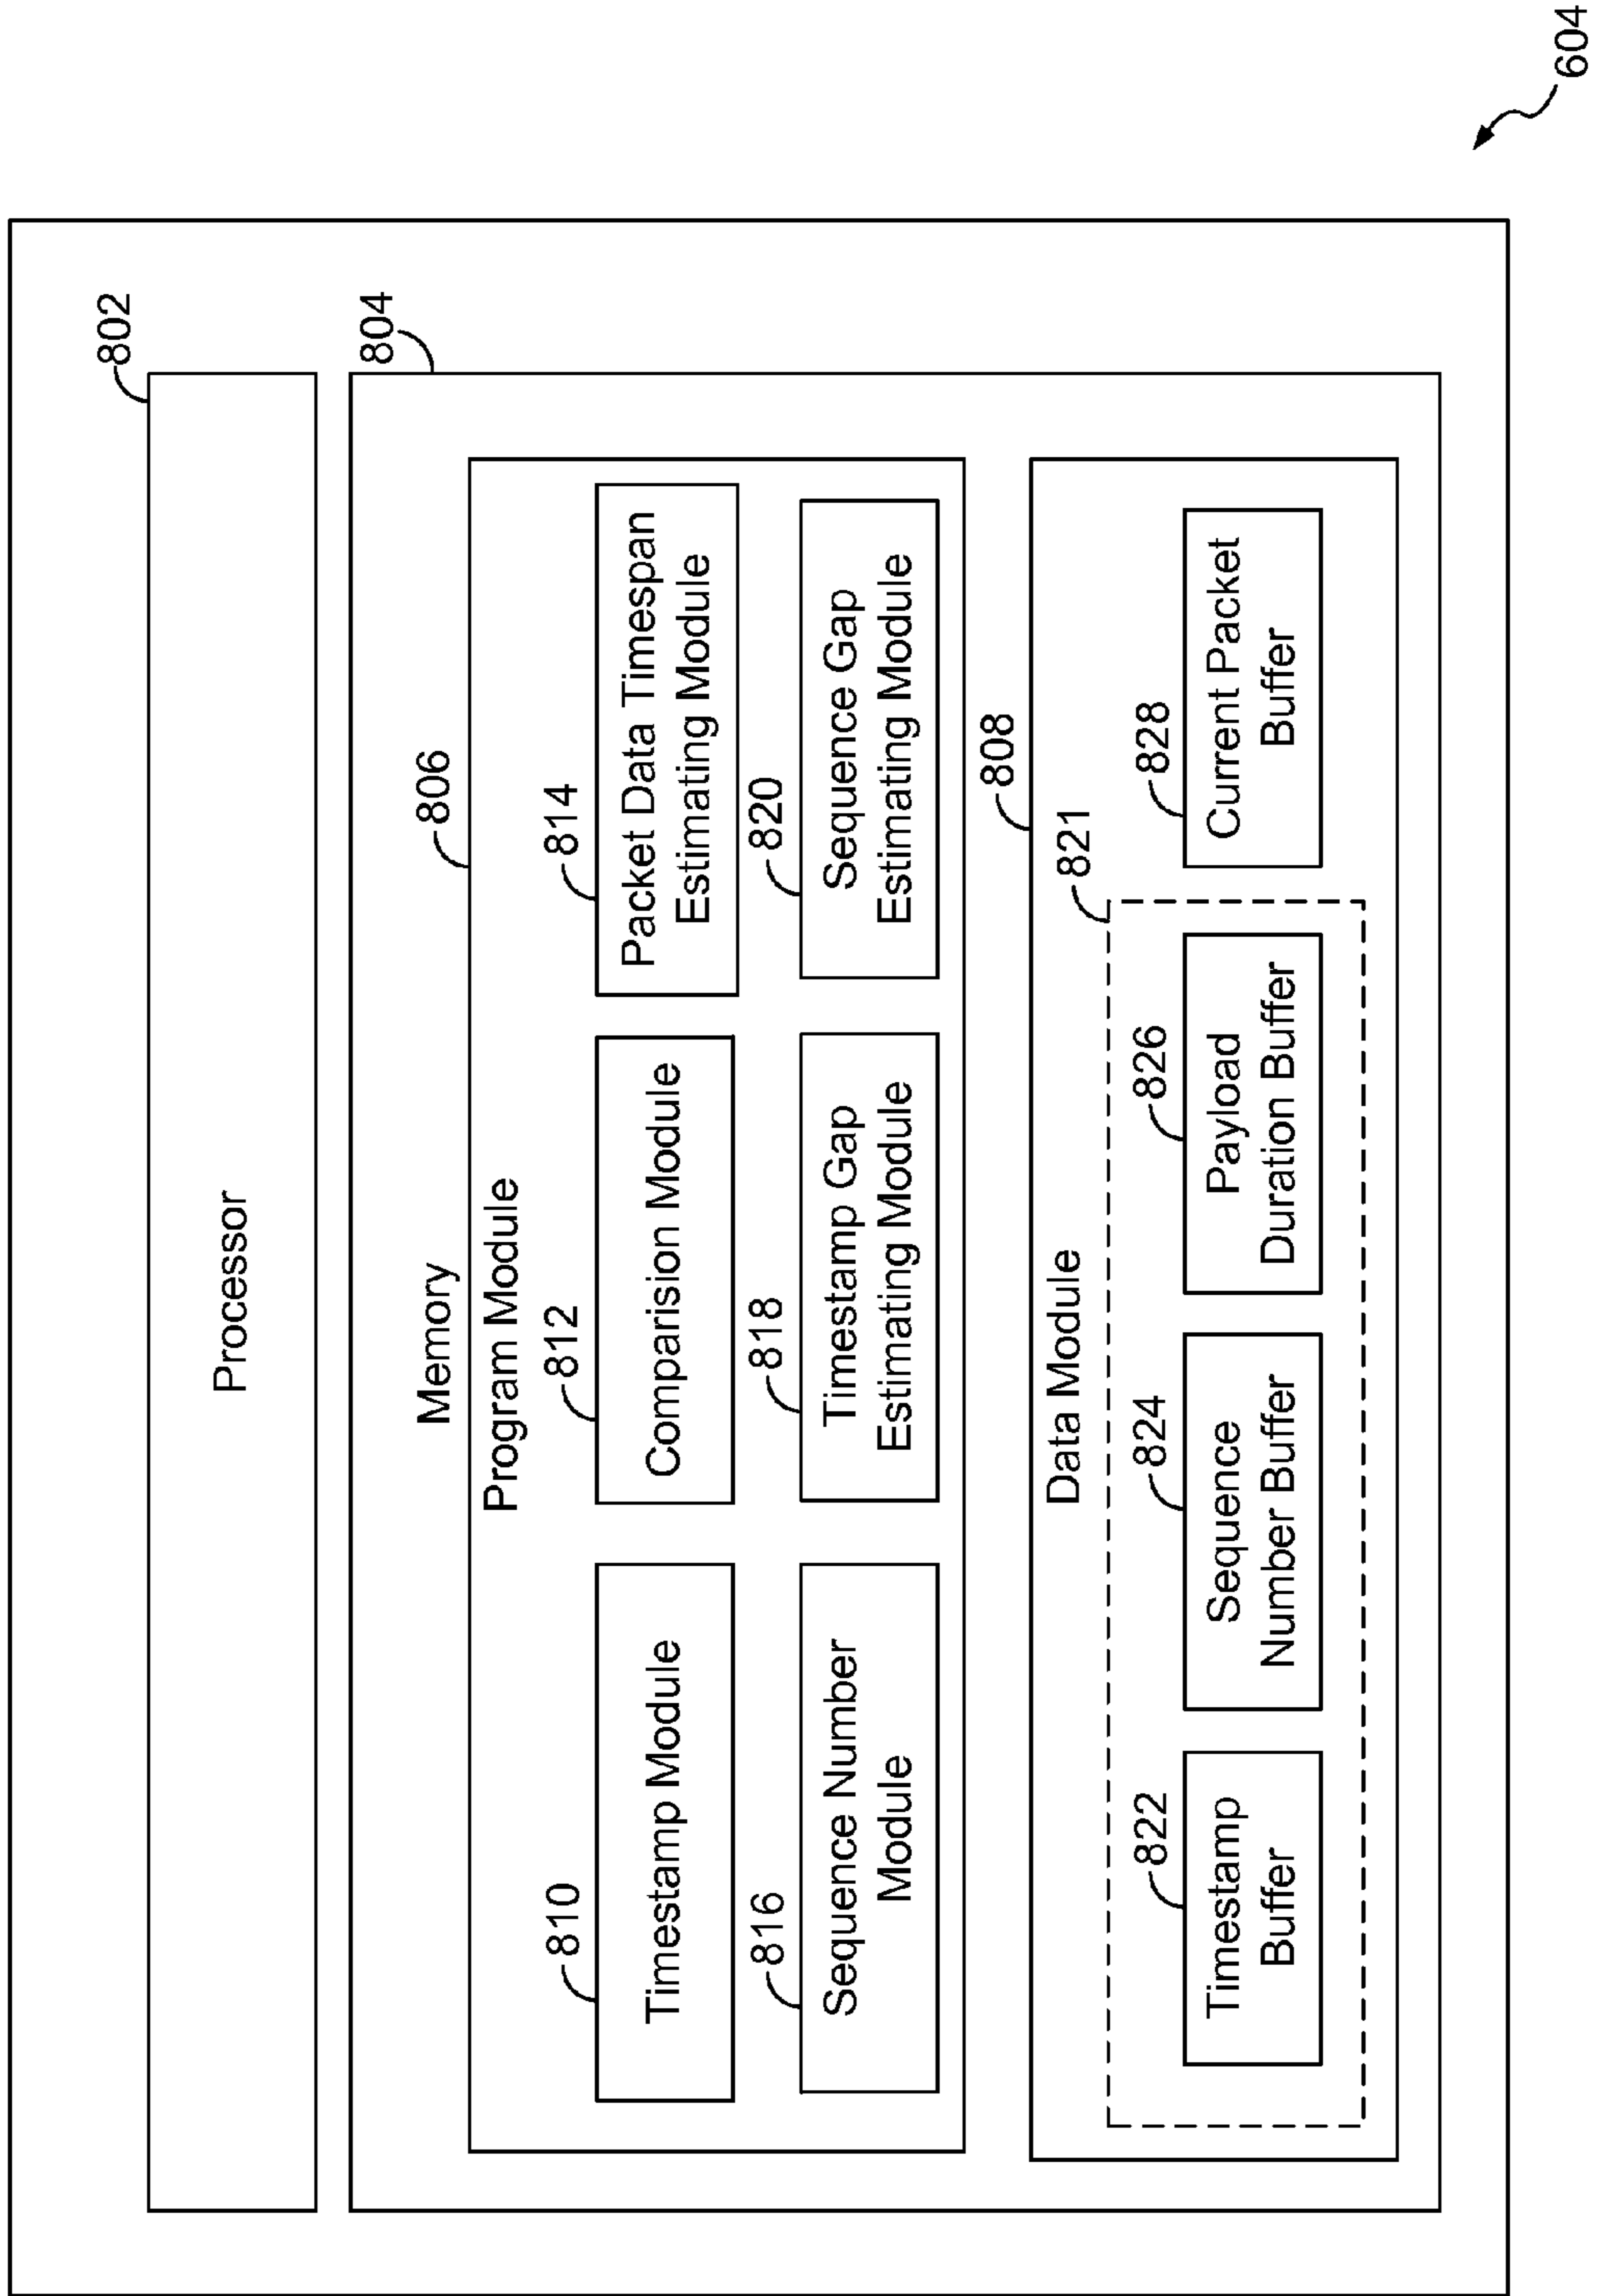 802
Processor
804
Memory
806
Program Module
810
Timestamp Module
812
Comparision Module
814
Packet Data Timespan
Estimating Module
816
Sequence Number
Module
818
Timestamp Gap
Estimating Module
820
Sequence Gap
Estimating Module
808
Data Module
821
822
Timestamp
Buffer
824
Sequence
Number Buffer
826
Payload
Duration Buffer
828
Current Packet
Buffer
604